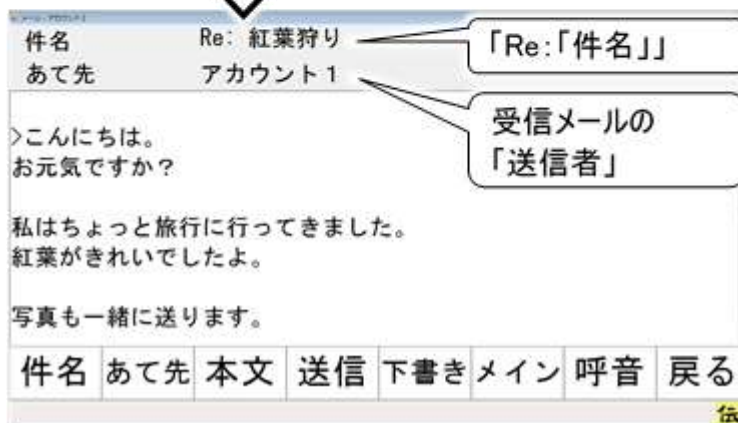 件名 Re: 紅葉狩り
「Re:「件名」」
あて先 アカウント1
受信メールの
「送信者」
>こんにちは。
お元気ですか?
私はちょっと旅行に行ってきました。
紅葉がきれいでしたよ。
写真も一緒に送ります。
件名 あて先 本文 送信 下書き メイン 呼音 戻る
伝